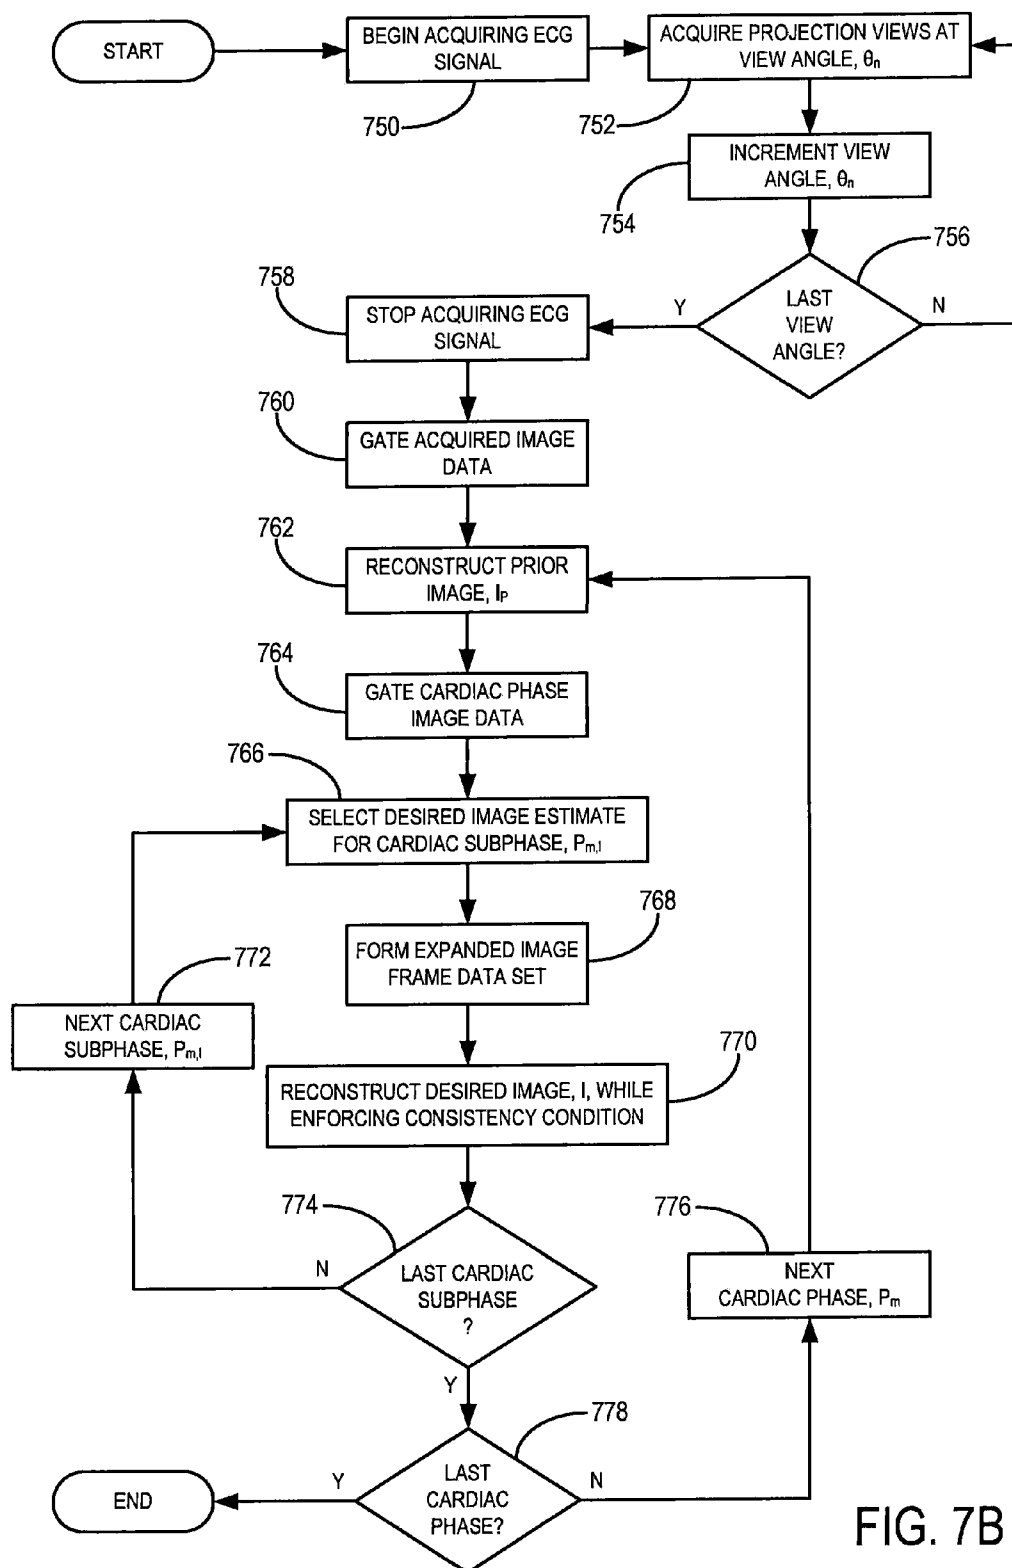 START
BEGIN ACQUIRING ECG
SIGNAL
750
ACQUIRE PROJECTION VIEWS AT
VIEW ANGLE, θn
752
INCREMENT VIEW
ANGLE, θn
754
756
LAST
VIEW
ANGLE?
Y
N
758
STOP ACQUIRING ECG
SIGNAL
760
GATE ACQUIRED IMAGE
DATA
762
RECONSTRUCT PRIOR
IMAGE, IP
764
GATE CARDIAC PHASE
IMAGE DATA
766
SELECT DESIRED IMAGE ESTIMATE
FOR CARDIAC SUBPHASE, Pm,l
768
FORM EXPANDED IMAGE
FRAME DATA SET
772
NEXT CARDIAC
SUBPHASE, Pm,l
770
RECONSTRUCT DESIRED IMAGE, I, WHILE
ENFORCING CONSISTENCY CONDITION
774
N
LAST CARDIAC
SUBPHASE
?
Y
776
NEXT
CARDIAC PHASE, Pm
778
LAST
CARDIAC
PHASE?
Y
N
END
FIG. 7B